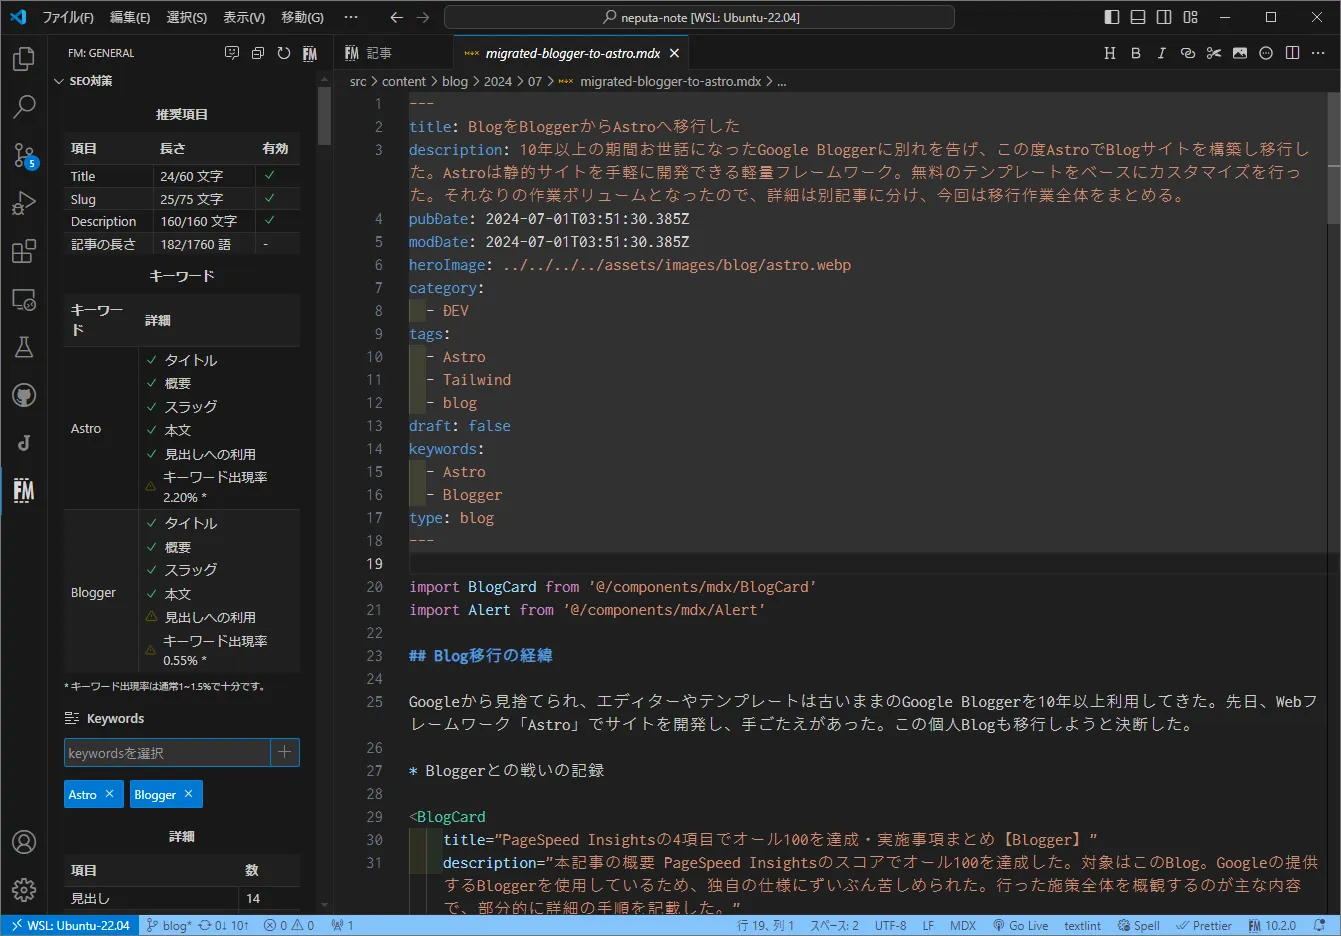 ファイル(F) 編集(E) 選択(S) 表示(V) 移動(G) ··· neputa-note [WSL: Ubuntu-22.04]
FM: GENERAL
SEO対策
推奨項目
項目 長さ 有効
Title 24/60 文字 ✓
Slug 25/75 文字 ✓
Description 160/160 文字 ✓
記事の長さ 182/1760 語 -
キーワード
キーワード 詳細
Astro
✓ タイトル
✓ 概要
✓ スラッグ
✓ 本文
✓ 見出しへの利用
⚠ キーワード出現率
2.20% *
Blogger
✓ タイトル
✓ 概要
✓ スラッグ
✓ 本文
⚠ 見出しへの利用
⚠ キーワード出現率
0.55% *
* キーワード出現率は通常1~1.5%で十分です。
Keywords
keywordsを選択
Astro × Blogger ×
詳細
項目 数
見出し 14
5
FM 記事 migrated-blogger-to-astro.mdx
src > content > blog > 2024 > 07 > migrated-blogger-to-astro.mdx > ...
1 ---
2 title: BlogをBloggerからAstroへ移行した
3 description: 10年以上の期間お世話になったGoogle Bloggerに別れを告げ、この度AstroでBlogサイトを構築し移行し
た。Astroは静的サイトを手軽に開発できる軽量フレームワーク。無料のテンプレートをベースにカスタマイズを行っ
た。それなりの作業ボリュームとなったので、詳細は別記事に分け、今回は移行作業全体をまとめる。
4 pubDate: 2024-07-01T03:51:30.385Z
5 modDate: 2024-07-01T03:51:30.385Z
6 heroImage: ../../../../assets/images/blog/astro.webp
7 category:
8 - DEV
9 tags:
10 - Astro
11 - Tailwind
12 - blog
13 draft: false
14 keywords:
15 - Astro
16 - Blogger
17 type: blog
18 ---
19
20 import BlogCard from '@/components/mdx/BlogCard'
21 import Alert from '@/components/mdx/Alert'
22
23 ## Blog移行の経緯
24
25 Googleから見捨てられ、エディターやテンプレートは古いままのGoogle Bloggerを10年以上利用してきた。先日、Webフ
レームワーク「Astro」でサイトを開発し、手ごたえがあった。この個人Blogも移行しようと決断した。
26
27 * Bloggerとの戦いの記録
28
29 <BlogCard
30 title="PageSpeed Insightsの4項目でオール100を達成・実施事項まとめ【Blogger】"
31 description="本記事の概要 PageSpeed Insightsのスコアでオール100を達成した。対象はこのBlog。Googleの提供
するBloggerを使用しているため、独自の仕様にずいぶん苦しめられた。行った施策全体を概観するのが主な内容
で、部分的に詳細の手順を記載した。"
WSL: Ubuntu-22.04 blog* 0↓ 10↑ 0 0 1 行 19、列 1 スペース: 2 UTF-8 LF MDX Go Live textlint Spell Prettier FM 10.2.0